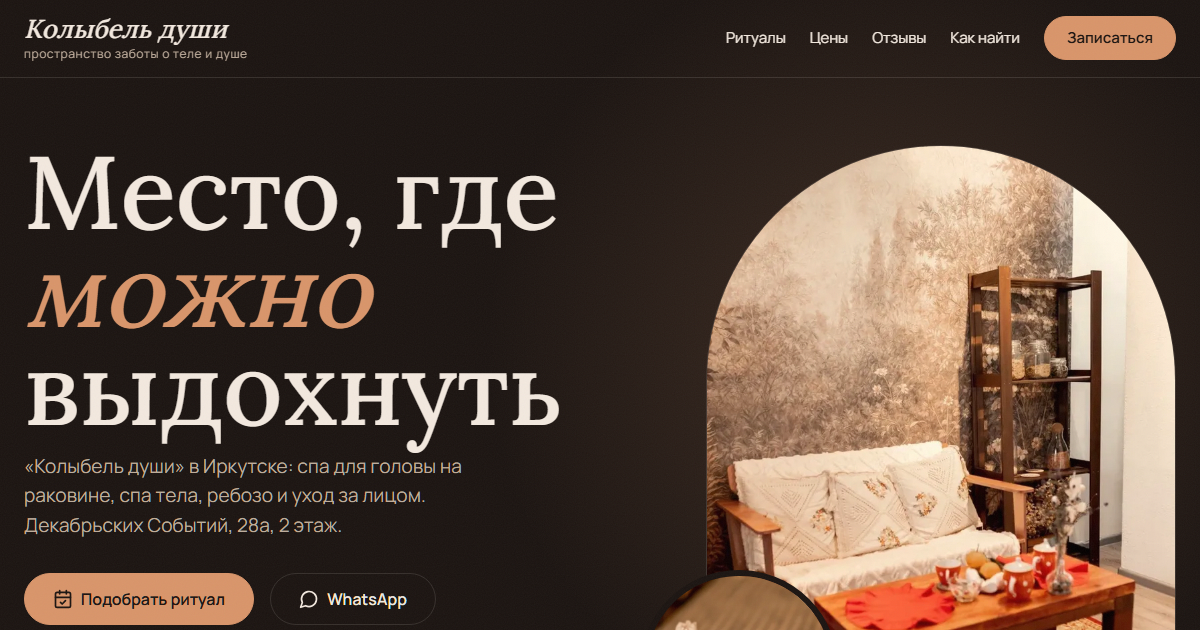 Колыбель души
пространство заботы о теле и душе
Ритуалы
Цены
Отзывы
Как найти
Записаться
Место, где
можно
выдохнуть
«Колыбель души» в Иркутске: спа для головы на
раковине, спа тела, ребозо и уход за лицом.
Декабрьских Событий, 28а, 2 этаж.
Подобрать ритуал
WhatsApp